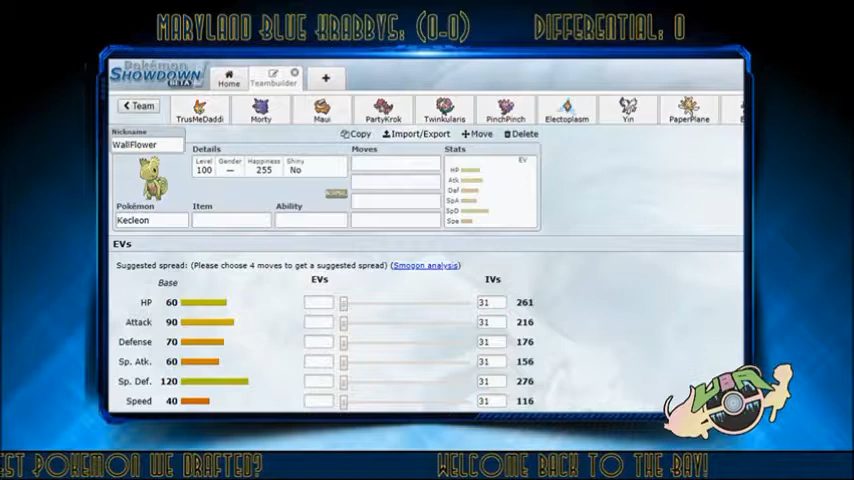 MARYLAND BLUE KRABBYS: (0-0) DIFFERENTIAL: 0
Pokémon
SHOWDOWN
BETA
Home
Teambuilder
+
< Team
TrusMeDaddi
Morty
Maui
PartyKrok
Twinkularis
PinchPinch
Electoplasm
Yin
PaperPlane
Copy Import/Export Move Delete
Nickname
WallFlower
Details
Level Gender Happiness Shiny
100 — 255 No
NORMAL
Pokémon Item Ability
Kecleon
Moves
Stats
EV
HP
Atk
Def
SpA
SpD
Spe
EVs
Suggested spread: (Please choose 4 moves to get a suggested spread) (Smogon analysis)
Base EVs IVs
HP 60 31 261
Attack 90 31 216
Defense 70 31 176
Sp. Atk. 60 31 156
Sp. Def. 120 31 276
Speed 40 31 116
UBA
EST POKEMON WE DRAFTED? WELCOME BACK TO THE BAY!